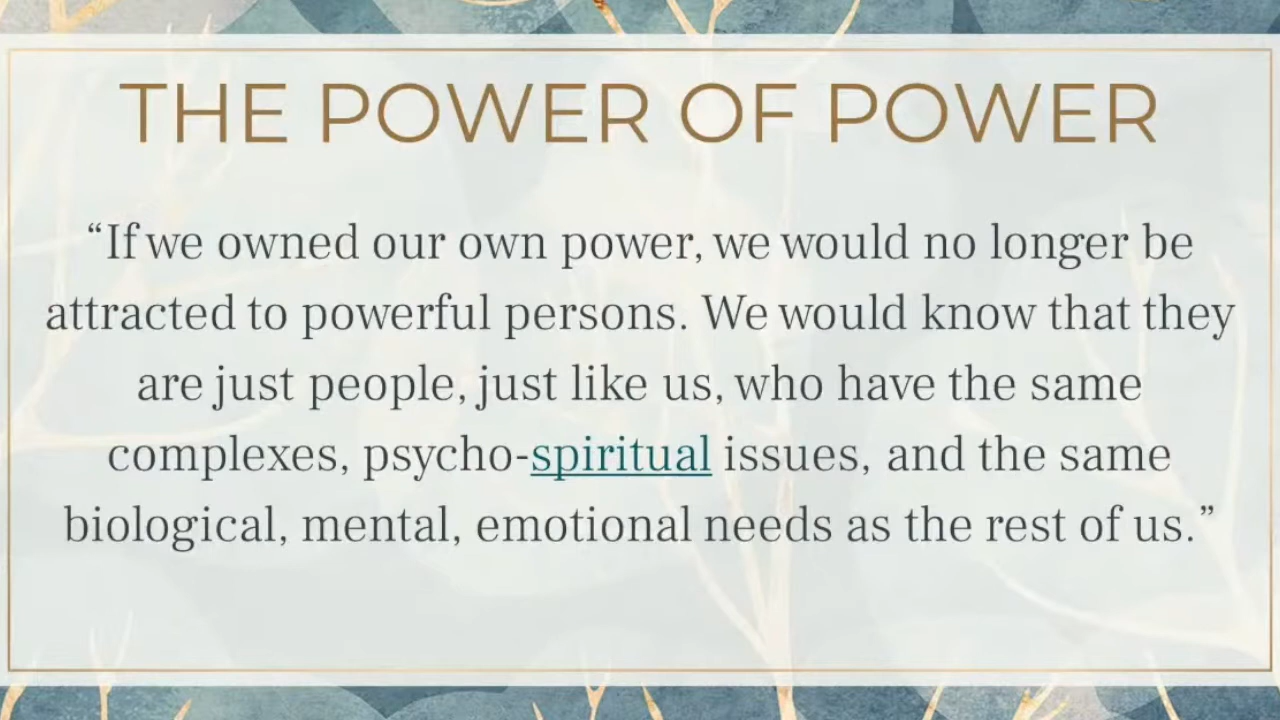 THE POWER OF POWER
“If we owned our own power, we would no longer be
attracted to powerful persons. We would know that they
are just people, just like us, who have the same
complexes, psycho-spiritual issues, and the same
biological, mental, emotional needs as the rest of us.”